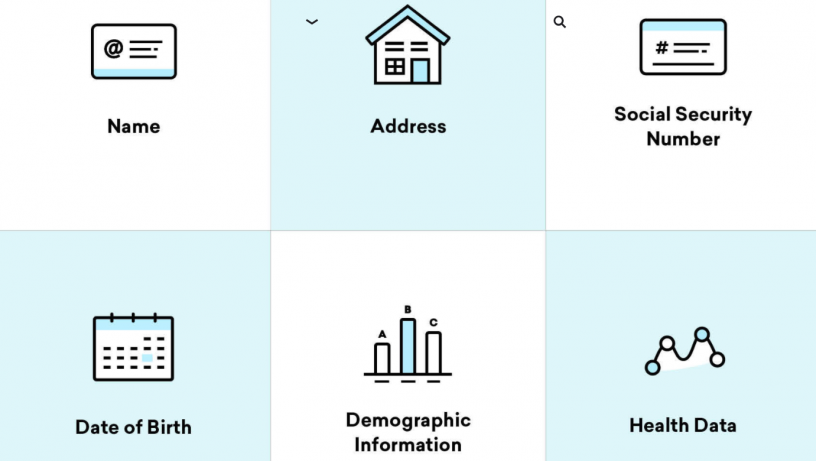 @
#
Name
Address
Social Security
Number
A
B
C
Date of Birth
Demographic
Information
Health Data